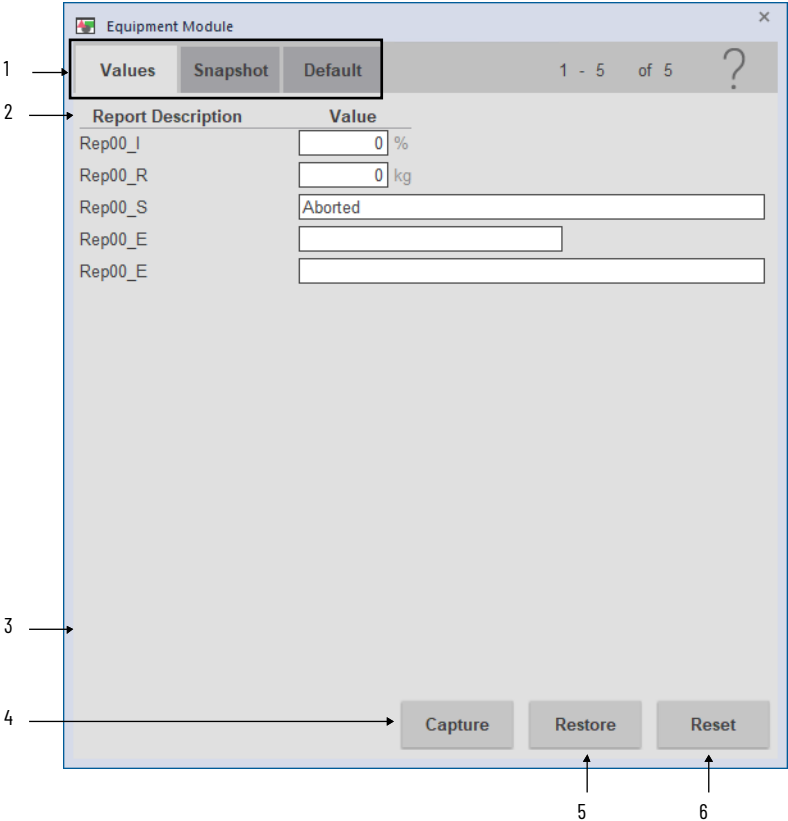 Equipment Module
×
1
Values Snapshot Default 1 - 5 of 5 ?
2
Report Description Value
Rep00_I 0 %
Rep00_R 0 kg
Rep00_S Aborted
Rep00_E
Rep00_E
3
4
Capture Restore Reset
5 6